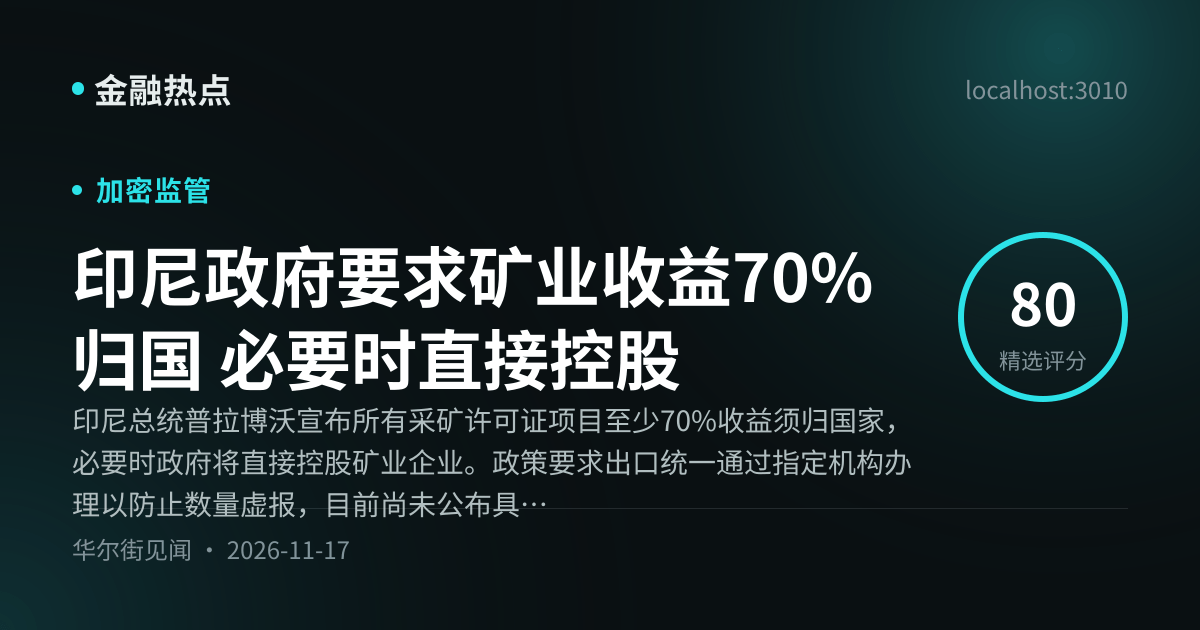 金融热点
localhost:3010
加密监管
印尼政府要求矿业收益70%
归国 必要时直接控股
80
精选评分
印尼总统普拉博沃宣布所有采矿许可证项目至少70%收益须归国家，
必要时政府将直接控股矿业企业。政策要求出口统一通过指定机构办
理以防止数量虚报，目前尚未公布具…
华尔街见闻 · 2026-11-17